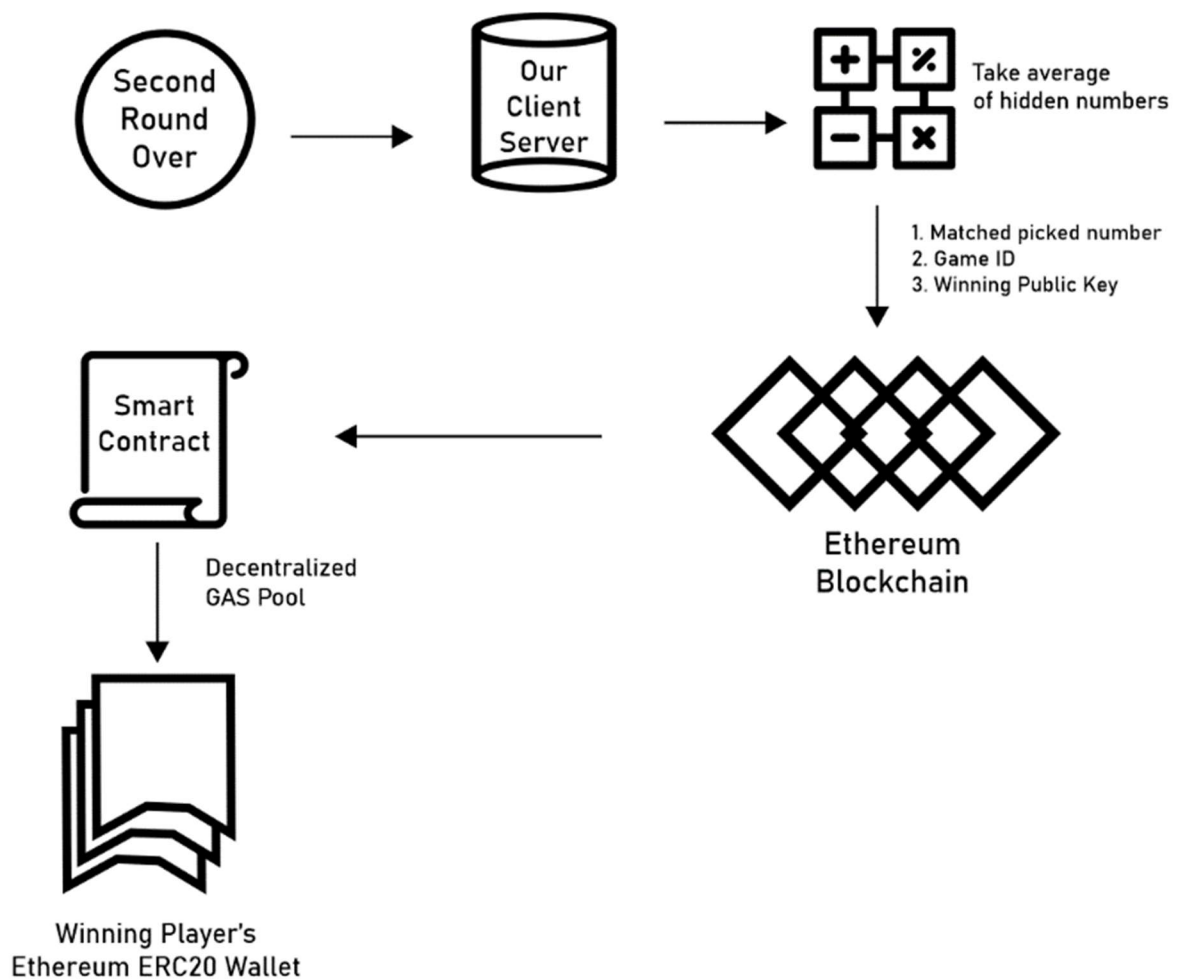 Second
Round
Over
Our
Client
Server
Take average
of hidden numbers
1. Matched picked number
2. Game ID
3. Winning Public Key
Smart
Contract
Ethereum
Blockchain
Decentralized
GAS Pool
Winning Player's
Ethereum ERC20 Wallet